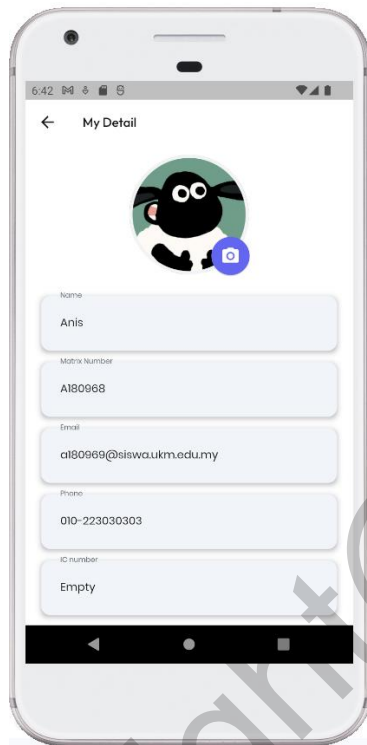 6:42
My Detail
Name
Anis
Matrix Number
A180968
Email
a180969@siswa.ukm.edu.my
Phone
010-223030303
IC number
Empty